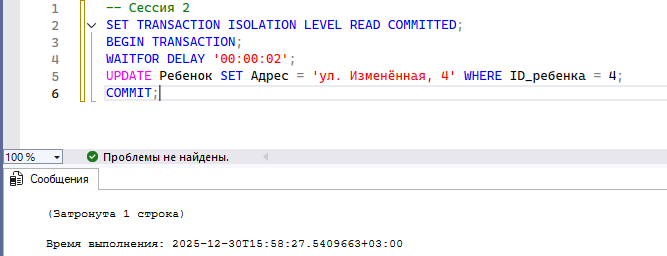 1 -- Сессия 2
2 SET TRANSACTION ISOLATION LEVEL READ COMMITTED;
3 BEGIN TRANSACTION;
4 WAITFOR DELAY '00:00:02';
5 UPDATE Ребенок SET Адрес = 'ул. Изменённая, 4' WHERE ID_ребенка = 4;
6 COMMIT;
100 % Проблемы не найдены.
Сообщения
(Затронута 1 строка)
Время выполнения: 2025-12-30T15:58:27.5409663+03:00